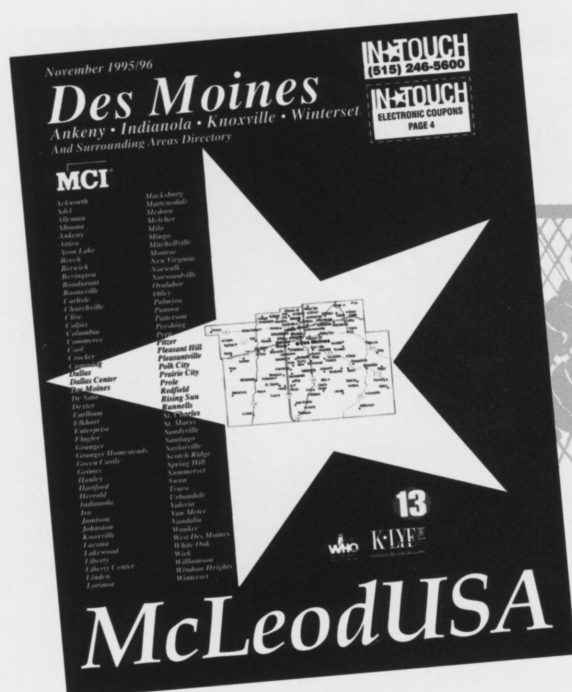 November 1995/96
Des Moines
Ankeny • Indianola • Knoxville • Winterset
And Surrounding Areas Directory
IN TOUCH
(515) 246-5600
IN TOUCH
ELECTRONIC COUPONS
PAGE 4
MCI
Ackworth
Adel
Alleman
Altoona
Ankeny
Attica
Avon Lake
Beech
Berwick
Bevington
Bondurant
Booneville
Carlisle
Churchville
Clive
Colfax
Columbia
Commerce
Cool
Crocker
Cumming
Dallas
Dallas Center
Des Moines
De Soto
Dexter
Earlham
Elkhart
Enterprise
Flagler
Granger
Granger Homesteads
Green Castle
Grimes
Hanley
Hartford
Herrold
Indianola
Ira
Jamison
Johnston
Knoxville
Lacona
Lakewood
Liberty
Liberty Center
Linden
Lorimor
Macksburg
Martensdale
Medora
Melcher
Milo
Mingo
Mitchellville
Monroe
New Virginia
Norwalk
Norwoodville
Oralabor
Otley
Palmyra
Panora
Patterson
Pershing
Peru
Pitzer
Pleasant Hill
Pleasantville
Polk City
Prairie City
Prole
Redfield
Rising Sun
Runnells
St. Charles
St. Marys
Sandyville
Santiago
Saylorville
Scotch Ridge
Spring Hill
Summerset
Swan
Truro
Urbandale
Valeria
Van Meter
Vandalia
Waukee
West Des Moines
White Oak
Wick
Williamson
Windsor Heights
Winterset
13
WHO
K·LYF
McLeodUSA